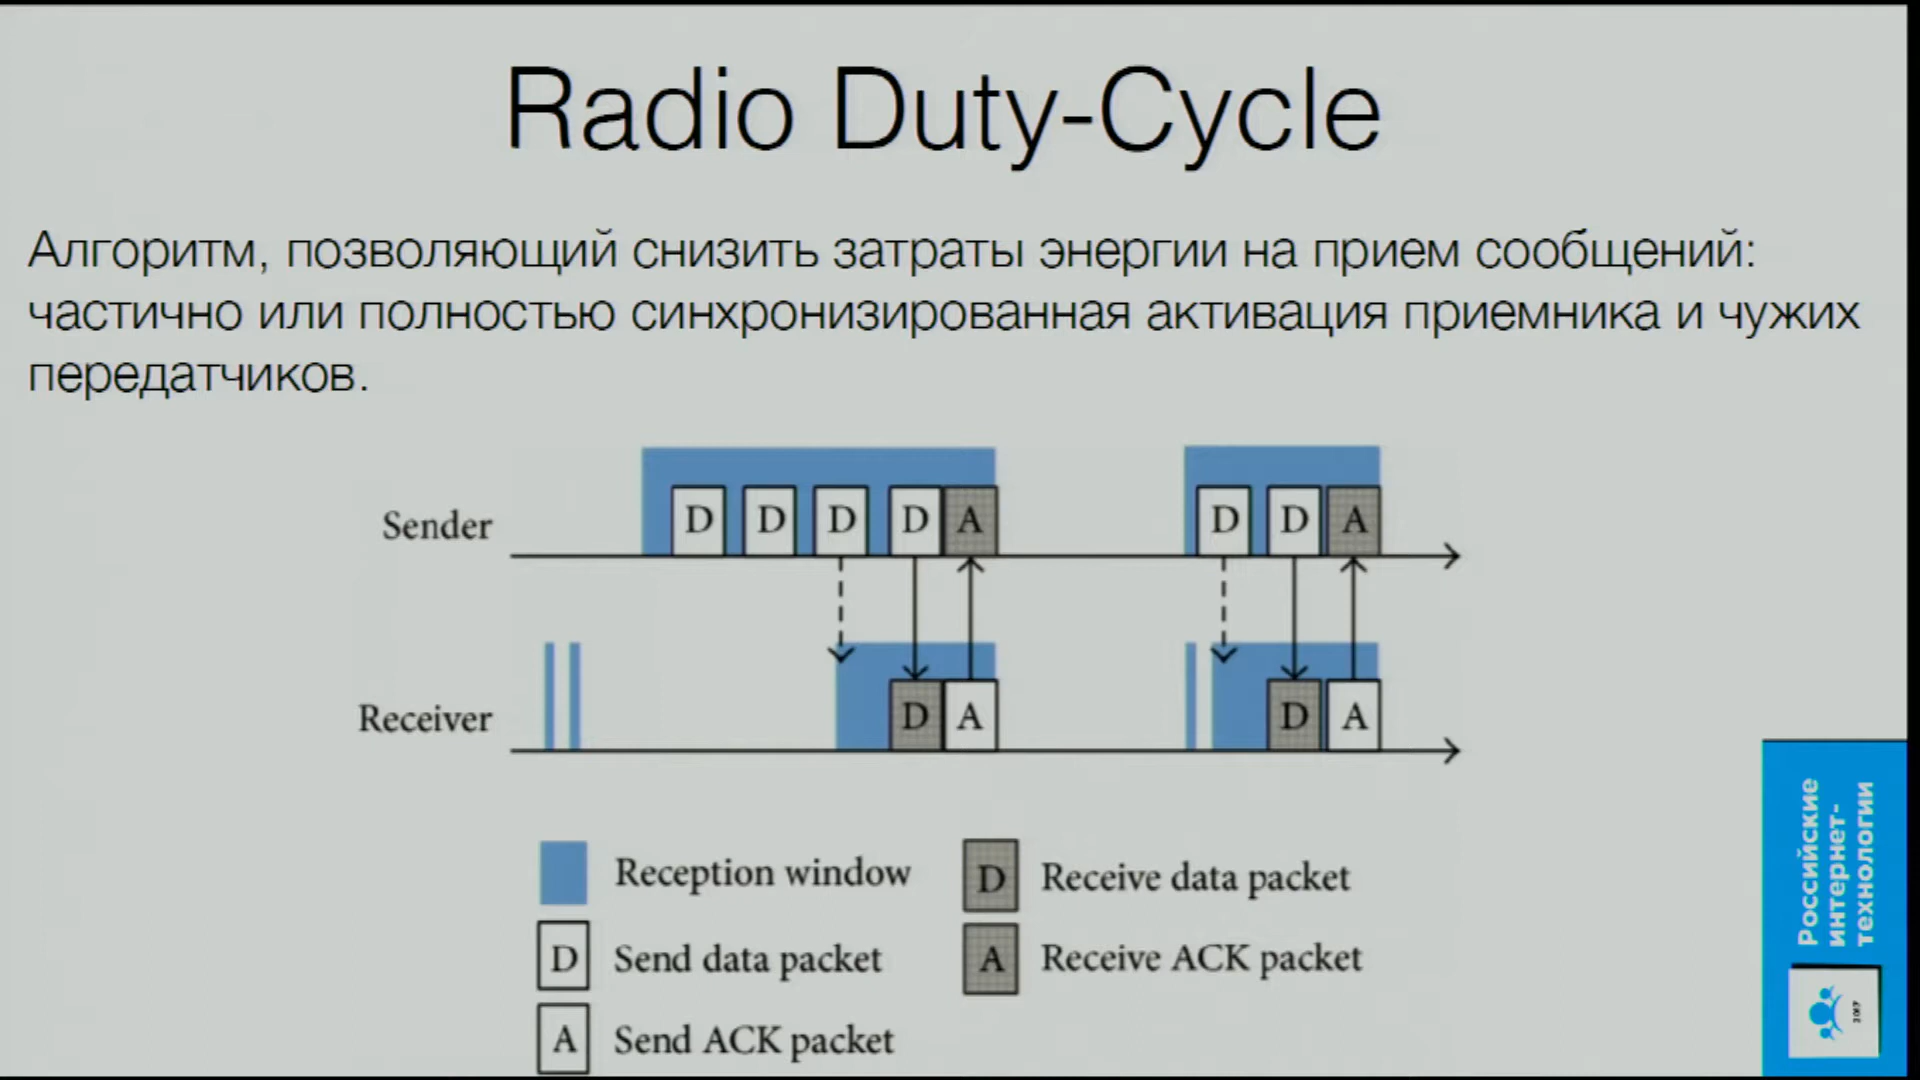 Radio Duty-Cycle
Алгоритм, позволяющий снизить затраты энергии на прием сообщений:
частично или полностью синхронизированная активация приемника и чужих
передатчиков.
Sender
D D D D A D D A
Receiver
D A D A
Reception window
D Receive data packet
D Send data packet
A Receive ACK packet
A Send ACK packet
Российские
интернет-
технологии
2017